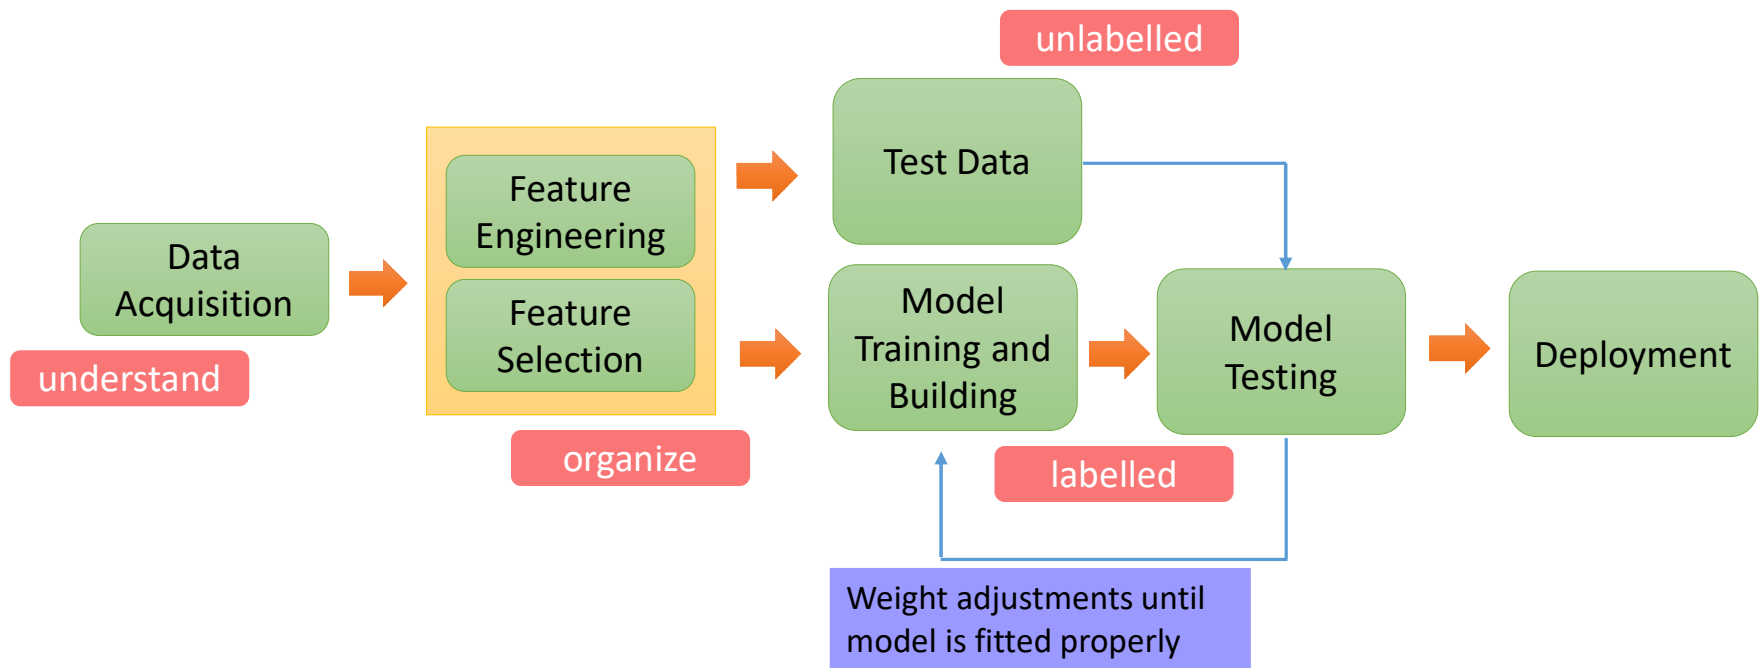 unlabelled
Test Data
Feature
Engineering
Feature
Selection
Data
Acquisition
understand
organize
Model
Training and
Building
labelled
Model
Testing
Deployment
Weight adjustments until
model is fitted properly